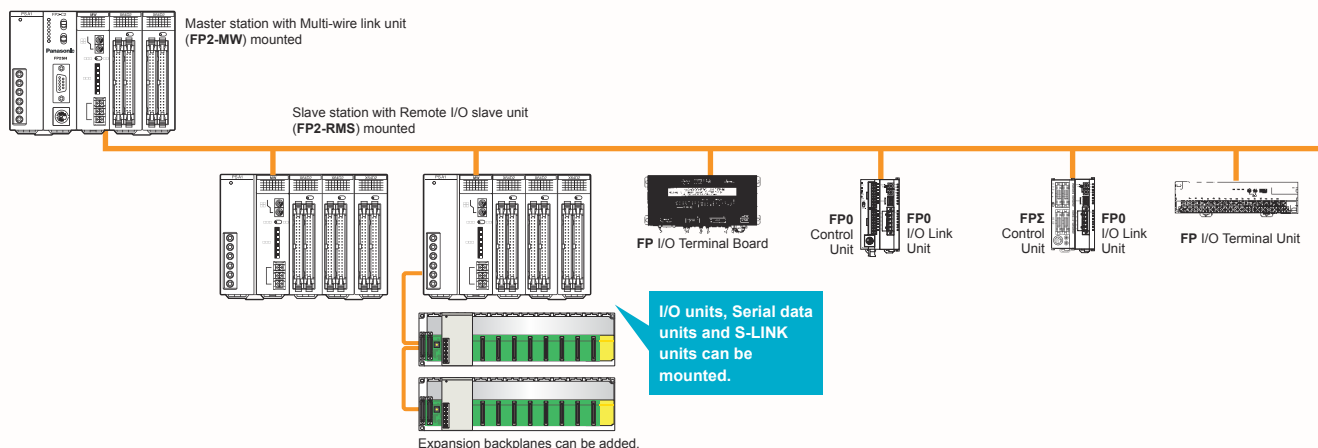 Master station with Multi-wire link unit
(FP2-MW) mounted
Panasonic
Slave station with Remote I/O slave unit
(FP2-RMS) mounted
FP I/O Terminal Board
FP0
Control
Unit
FP0
I/O Link
Unit
FPΣ
Control
Unit
FP0
I/O Link
Unit
FP I/O Terminal Unit
I/O units, Serial data
units and S-LINK
units can be
mounted.
Expansion backplanes can be added.